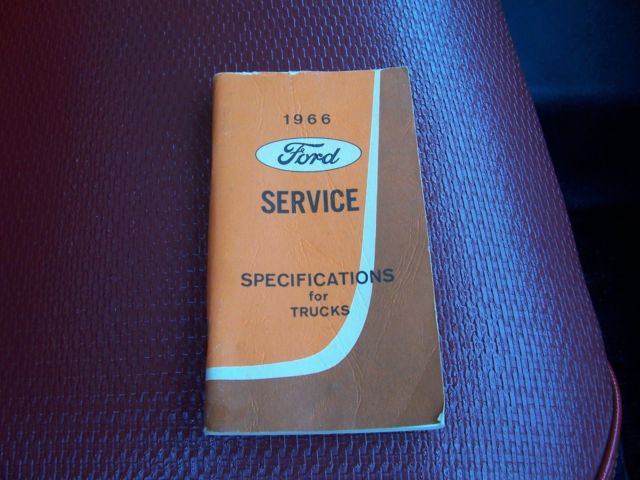 1966
Ford
SERVICE
SPECIFICATIONS
for
TRUCKS